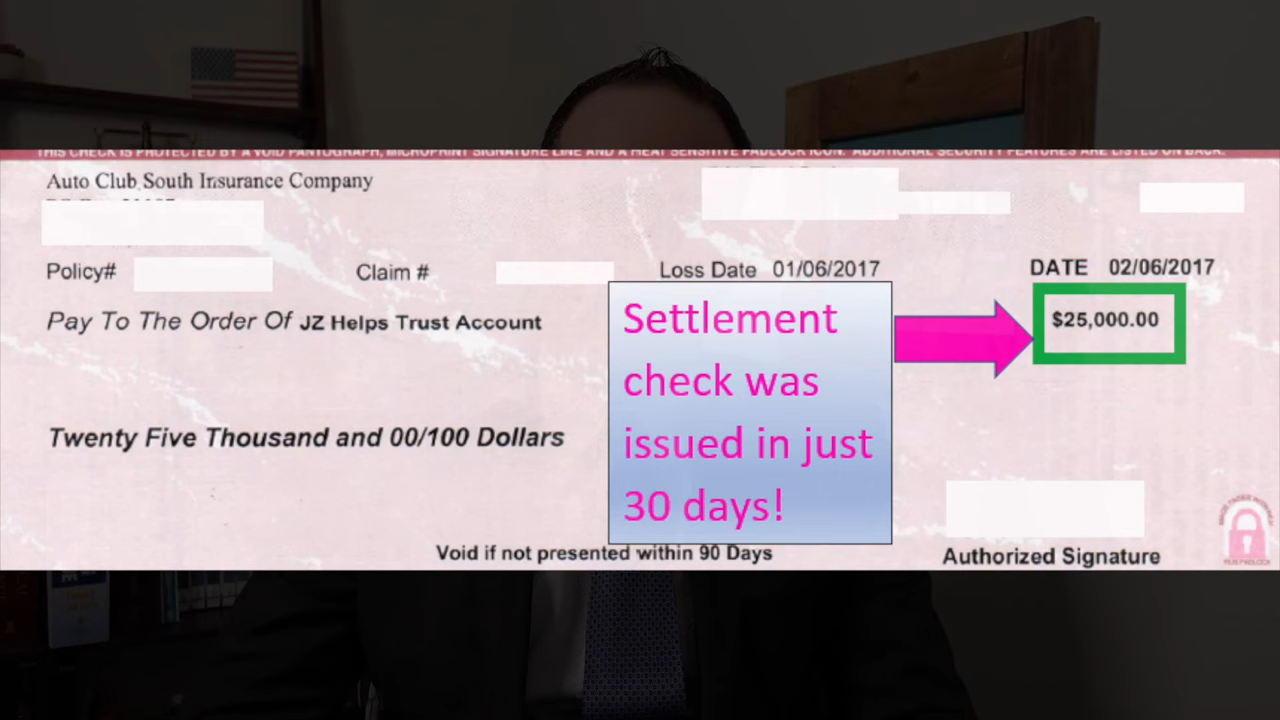 THIS CHECK IS PROTECTED BY A VOID PANTOGRAPH, MICROPRINT SIGNATURE LINE AND A HEAT SENSITIVE PADLOCK ICON. ADDITIONAL SECURITY FEATURES ARE LISTED ON BACK.
Auto Club South Insurance Company
Policy#
Claim #
Loss Date 01/06/2017
DATE 02/06/2017
Pay To The Order Of JZ Helps Trust Account
$25,000.00
Settlement
check was
issued in just
30 days!
Twenty Five Thousand and 00/100 Dollars
Void if not presented within 90 Days
Authorized Signature